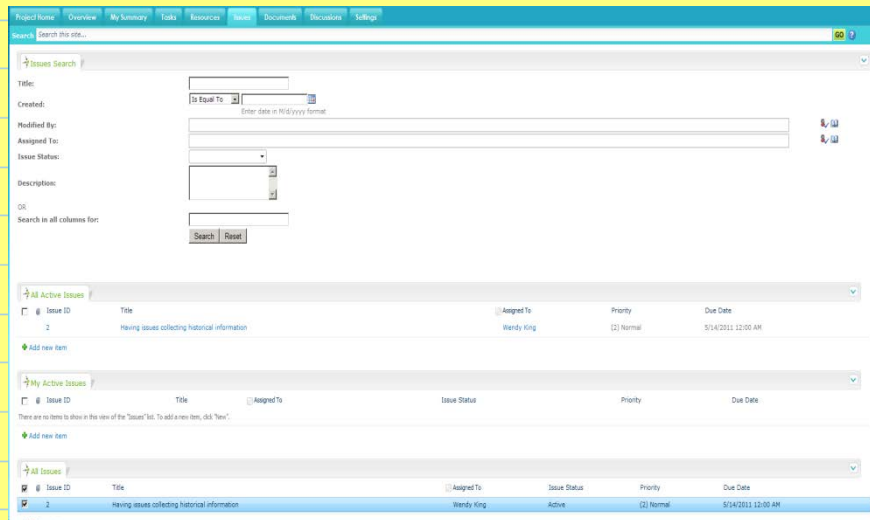 Project Home Overview My Summary Tasks Resources Issues Documents Discussions Settings
Search Search this site... GO ?
Issues Search
Title:
Created: Is Equal To
Enter date in M/d/yyyy format
Modified By:
Assigned To:
Issue Status:
Description:
OR
Search in all columns for:
Search Reset
All Active Issues
Issue ID Title Assigned To Priority Due Date
2 Having issues collecting historical information Wendy King (2) Normal 5/14/2011 12:00 AM
Add new item
My Active Issues
Issue ID Title Assigned To Issue Status Priority Due Date
There are no items to show in this view of the "Issues" list. To add a new item, click "New".
Add new item
All Issues
Issue ID Title Assigned To Issue Status Priority Due Date
2 Having issues collecting historical information Wendy King Active (2) Normal 5/14/2011 12:00 AM